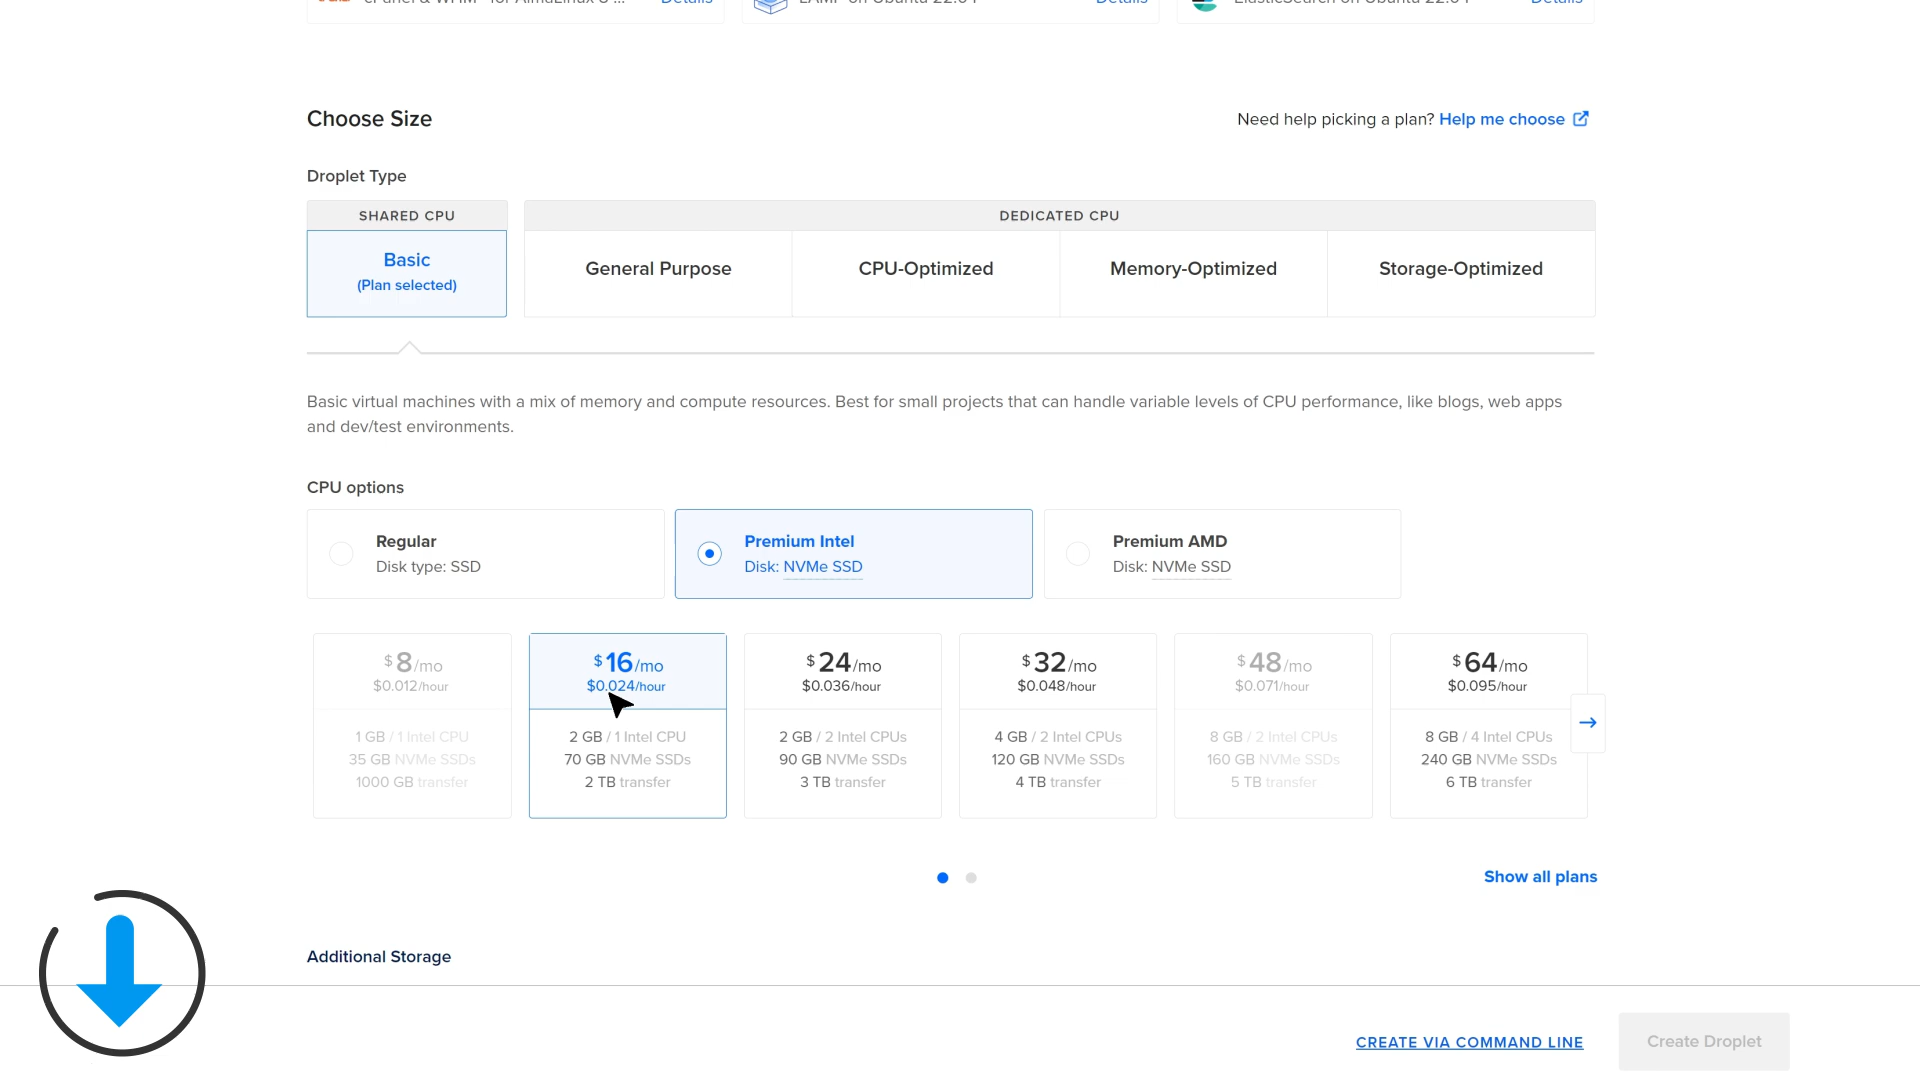 Details
Details
Details
Choose Size
Need help picking a plan? Help me choose
Droplet Type
SHARED CPU
DEDICATED CPU
Basic
(Plan selected)
General Purpose
CPU-Optimized
Memory-Optimized
Storage-Optimized
Basic virtual machines with a mix of memory and compute resources. Best for small projects that can handle variable levels of CPU performance, like blogs, web apps
and dev/test environments.
CPU options
Regular
Disk type: SSD
Premium Intel
Disk: NVMe SSD
Premium AMD
Disk: NVMe SSD
$8/mo
$0.012/hour
1 GB / 1 Intel CPU
35 GB NVMe SSDs
1000 GB transfer
$16/mo
$0.024/hour
2 GB / 1 Intel CPU
70 GB NVMe SSDs
2 TB transfer
$24/mo
$0.036/hour
2 GB / 2 Intel CPUs
90 GB NVMe SSDs
3 TB transfer
$32/mo
$0.048/hour
4 GB / 2 Intel CPUs
120 GB NVMe SSDs
4 TB transfer
$48/mo
$0.071/hour
8 GB / 2 Intel CPUs
160 GB NVMe SSDs
5 TB transfer
$64/mo
$0.095/hour
8 GB / 4 Intel CPUs
240 GB NVMe SSDs
6 TB transfer
Show all plans
Additional Storage
CREATE VIA COMMAND LINE
Create Droplet